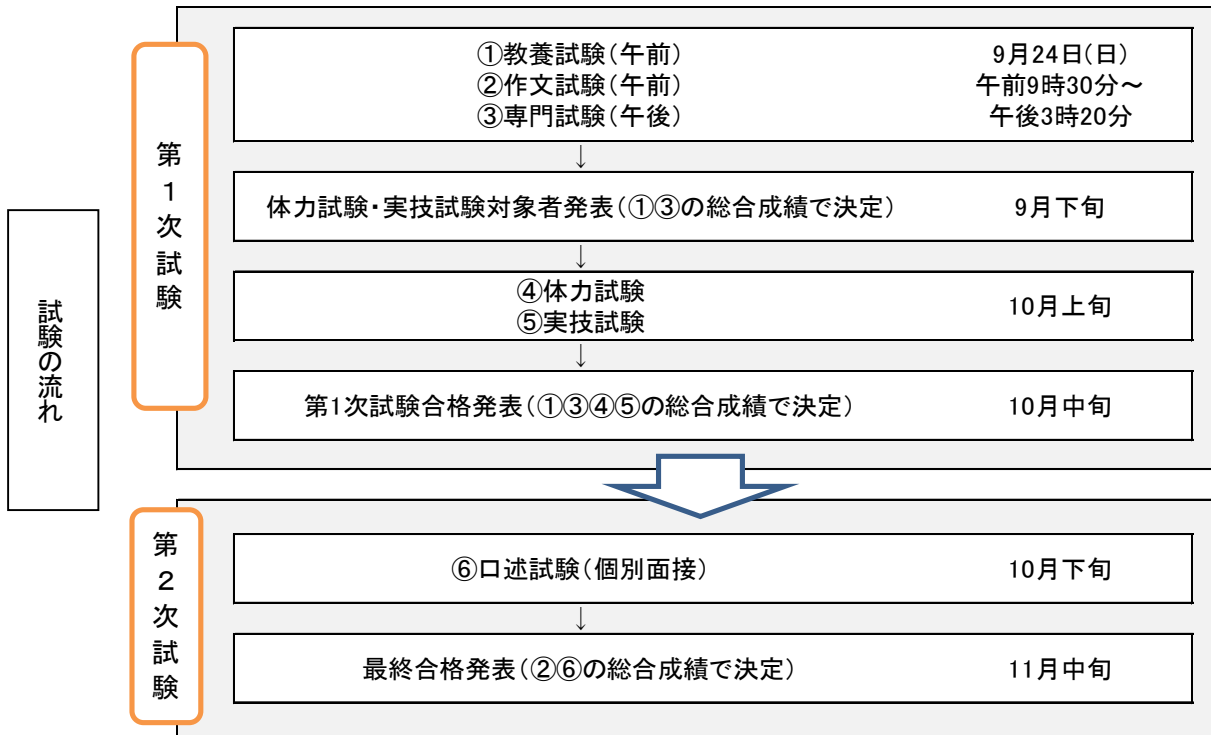 試験の流れ
第1次試験
①教養試験(午前) 9月24日(日)
②作文試験(午前) 午前9時30分~
③専門試験(午後) 午後3時20分
↓
体力試験・実技試験対象者発表(①③の総合成績で決定) 9月下旬
↓
④体力試験
⑤実技試験
10月上旬
↓
第1次試験合格発表(①③④⑤の総合成績で決定) 10月中旬
第2次試験
⑥口述試験(個別面接) 10月下旬
↓
最終合格発表(②⑥の総合成績で決定) 11月中旬